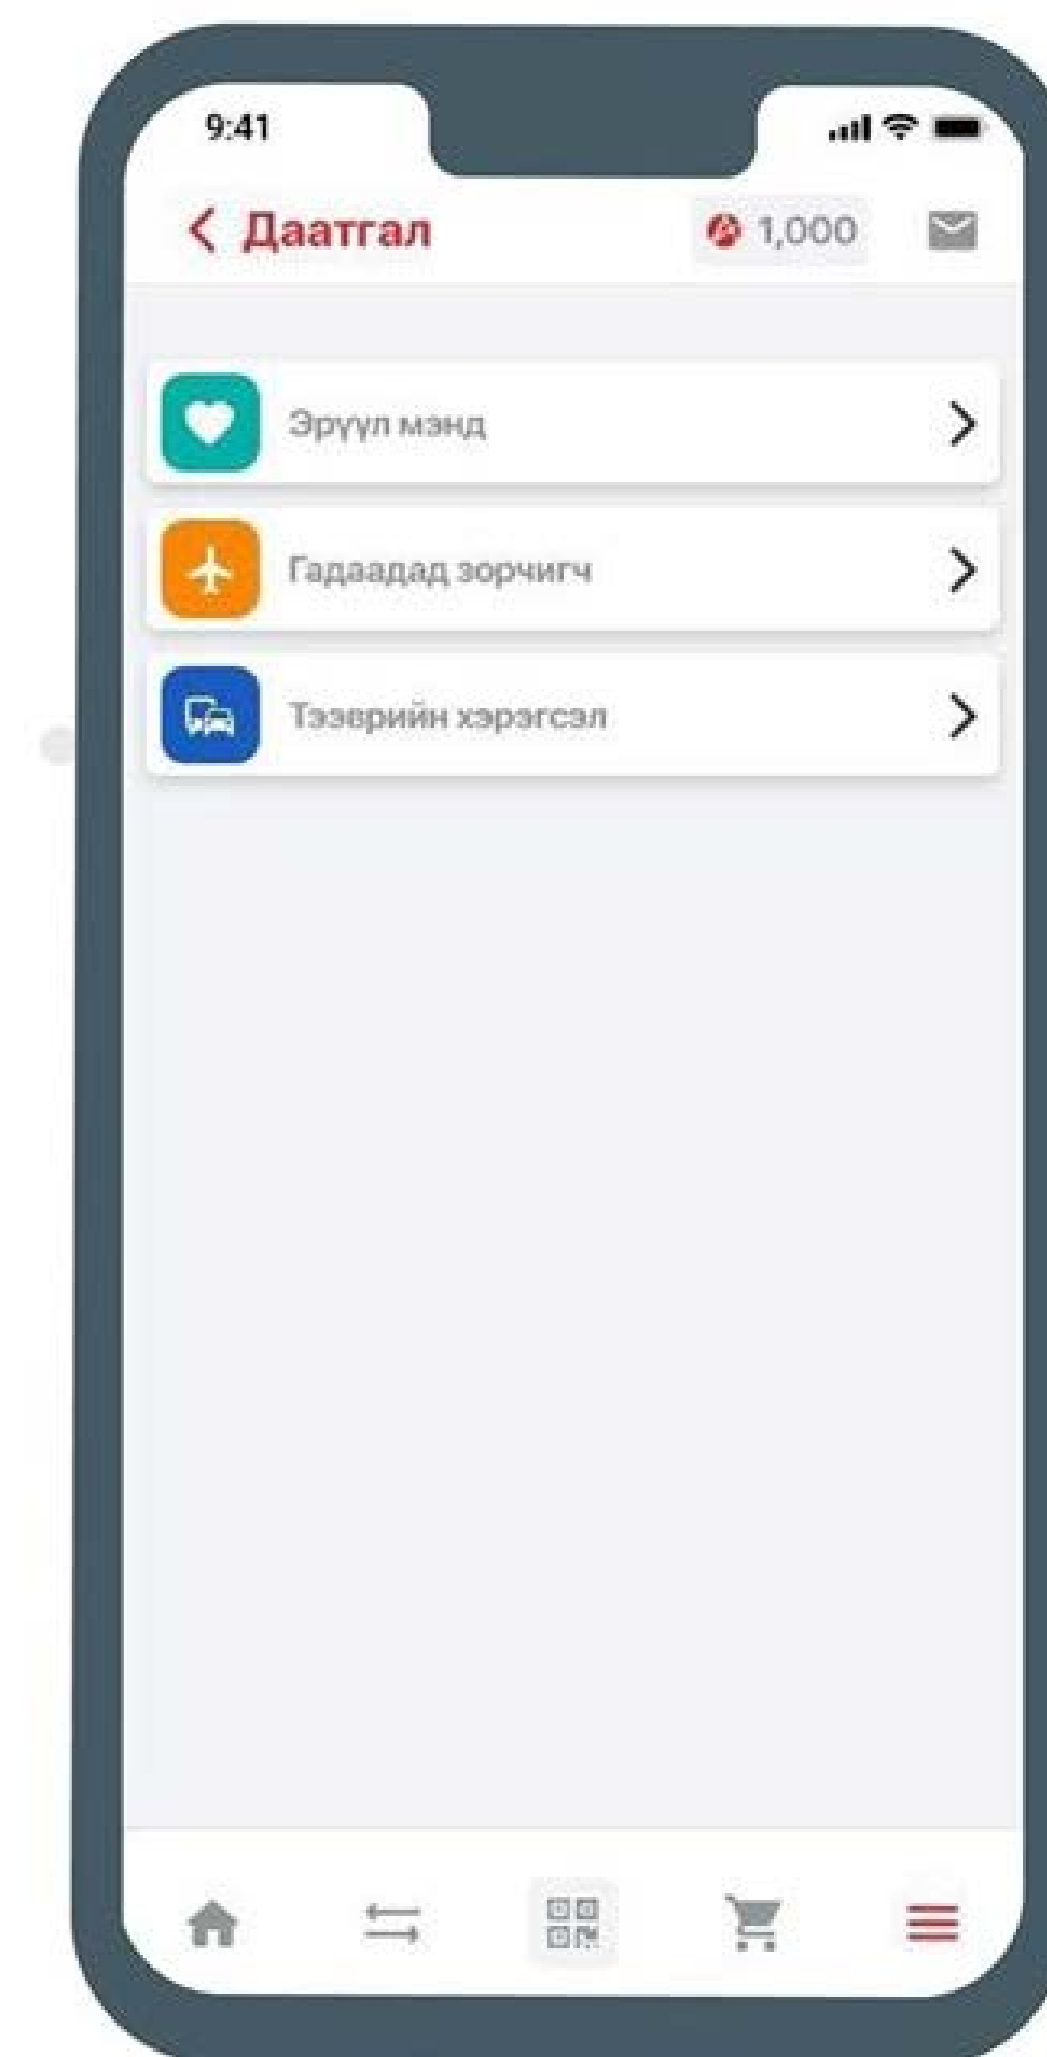 9:41
Даатгал
1,000
Эрүүл мэнд
Гадаадад зорчигч
Тээврийн хэрэгсэл